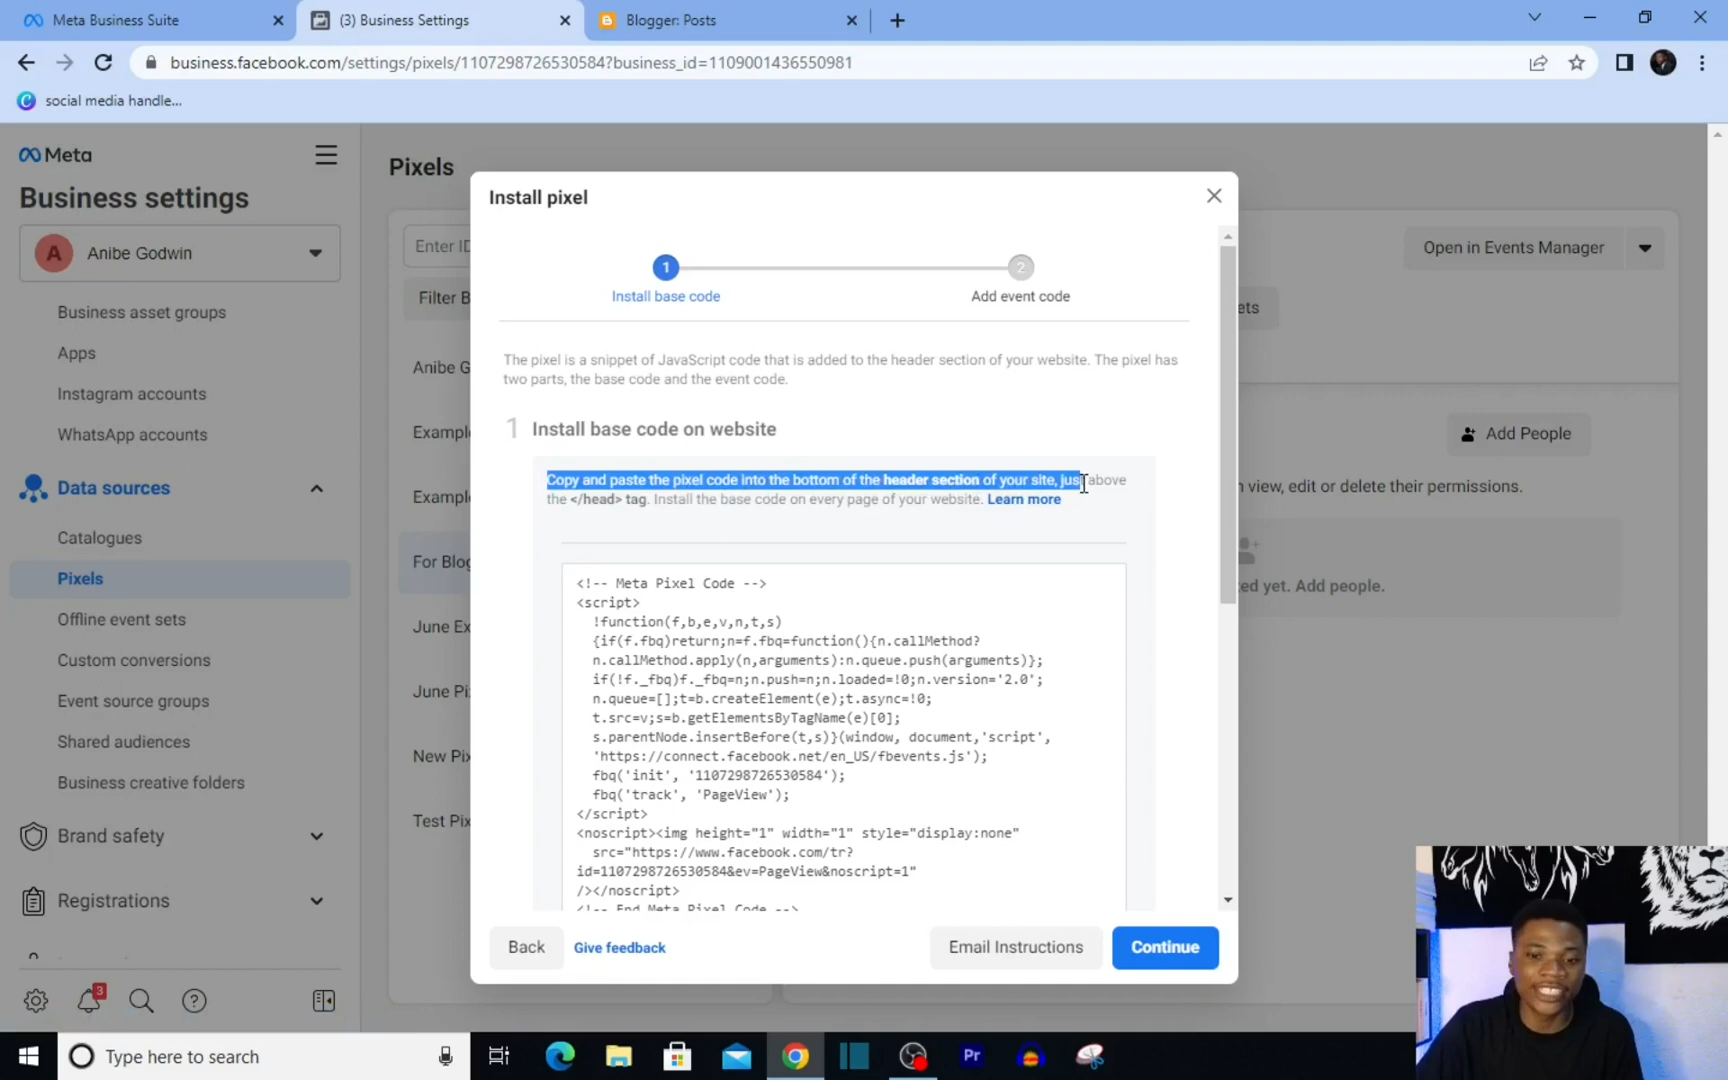 Meta Business Suite
(3) Business Settings
Blogger: Posts
business.facebook.com/settings/pixels/1107298726530584?business_id=1109001436550981
social media handle...
Meta
Business settings
A
Anibe Godwin
Business asset groups
Apps
Instagram accounts
WhatsApp accounts
Data sources
Catalogues
Pixels
Offline event sets
Custom conversions
Event source groups
Shared audiences
Business creative folders
Brand safety
Registrations
3
Pixels
Enter ID
Filter B
Anibe G
Example
Example
For Blog
June Ex
June Pix
New Pix
Test Pix
Open in Events Manager
ets
Add People
n view, edit or delete their permissions.
ed yet. Add people.
Install pixel
1
2
Install base code
Add event code
The pixel is a snippet of JavaScript code that is added to the header section of your website. The pixel has
two parts, the base code and the event code.
1 Install base code on website
Copy and paste the pixel code into the bottom of the header section of your site, just above
the </head> tag. Install the base code on every page of your website. Learn more
<!-- Meta Pixel Code -->
<script>
!function(f,b,e,v,n,t,s)
{if(f.fbq)return;n=f.fbq=function(){n.callMethod?
n.callMethod.apply(n,arguments):n.queue.push(arguments)};
if(!f._fbq)f._fbq=n;n.push=n;n.loaded=!0;n.version='2.0';
n.queue=[];t=b.createElement(e);t.async=!0;
t.src=v;s=b.getElementsByTagName(e)[0];
s.parentNode.insertBefore(t,s)}(window, document,'script',
'https://connect.facebook.net/en_US/fbevents.js');
fbq('init', '1107298726530584');
fbq('track', 'PageView');
</script>
<noscript><img height="1" width="1" style="display:none"
src="https://www.facebook.com/tr?
id=1107298726530584&ev=PageView&noscript=1"
/></noscript>
<!-- End Meta Pixel Code -->
Back
Give feedback
Email Instructions
Continue
Type here to search
Pr